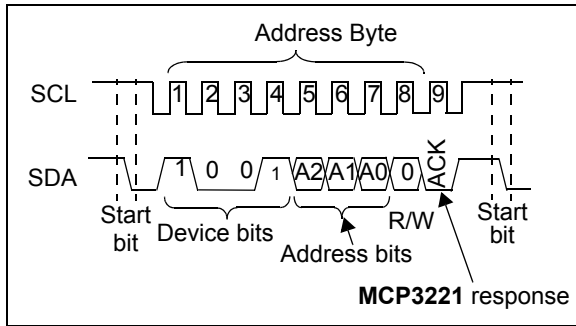 Address Byte
SCL 1 2 3 4 5 6 7 8 9
SDA 1 0 0 1 A2 A1 A0 0 ACK
Start bit
Device bits
Address bits
R/W
Start bit
MCP3221 response